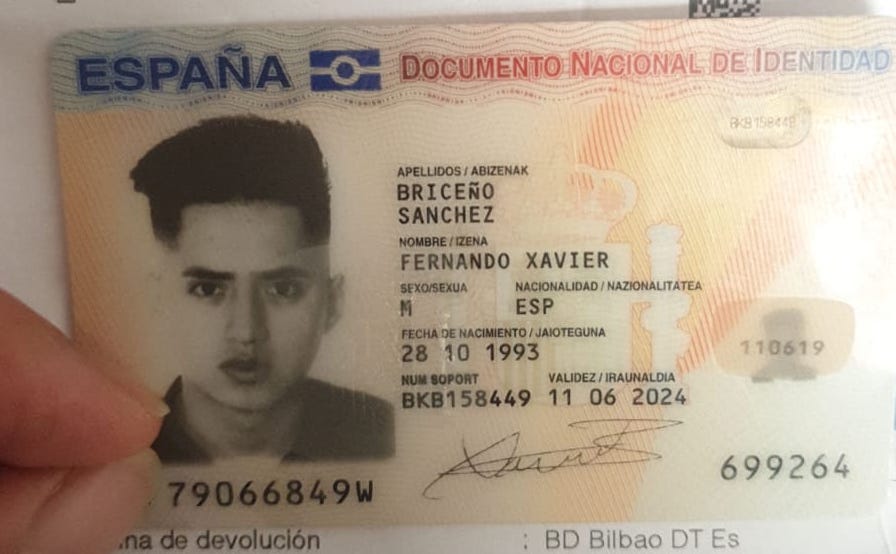 ESPAÑA DOCUMENTO NACIONAL DE IDENTIDAD
BKB158449
APELLIDOS / ABIZENAK
BRICEÑO
SANCHEZ
NOMBRE / IZENA
FERNANDO XAVIER
SEXO/SEXUA NACIONALIDAD / NAZIONALITATEA
M ESP
FECHA DE NACIMIENTO / JAIOTEGUNA
28 10 1993
110619
NUM SOPORT VALIDEZ / IRAUNALDIA
BKB158449 11 06 2024
699264
79066849W
de devolución : BD Bilbao DT Es